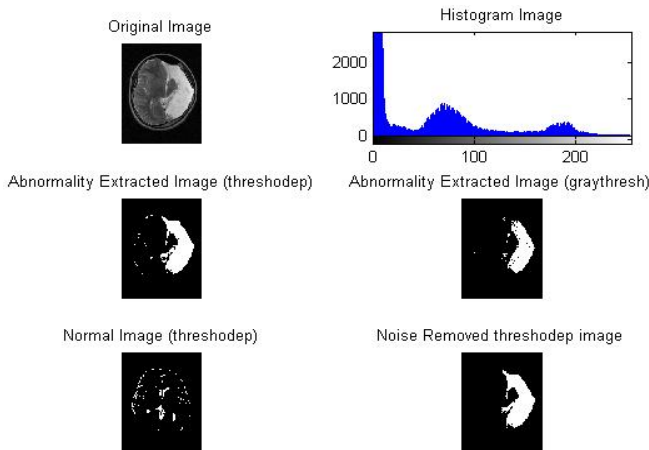 Original Image
Histogram Image
2000
1000
0
0 100 200
Abnormality Extracted Image (threshodep)
Abnormality Extracted Image (graythresh)
Normal Image (threshodep)
Noise Removed threshodep image